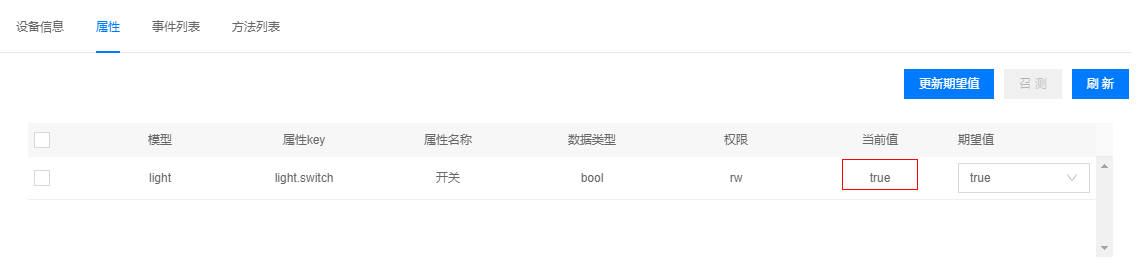 设备信息 属性 事件列表 方法列表
更新期望值 召 测 刷 新
模型 属性key 属性名称 数据类型 权限 当前值 期望值
light light.switch 开关 bool rw true true